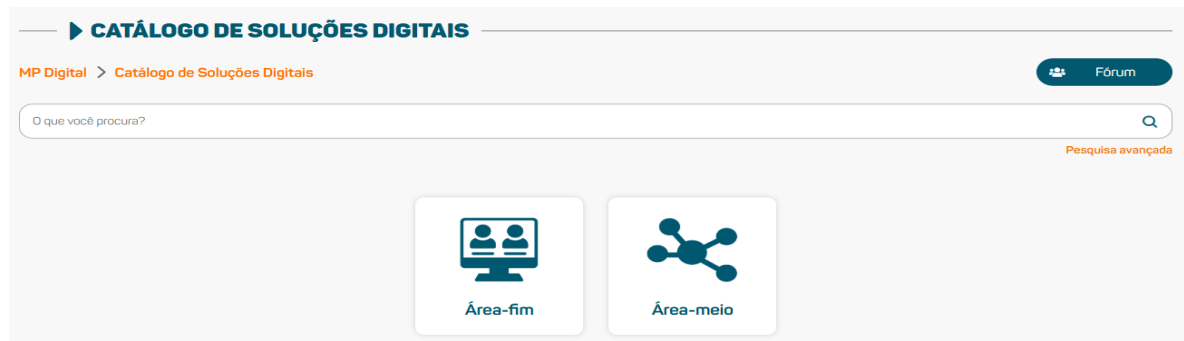 CATÁLOGO DE SOLUÇÕES DIGITAIS
MP Digital > Catálogo de Soluções Digitais
Fórum
O que você procura?
Pesquisa avançada
Área-fim
Área-meio